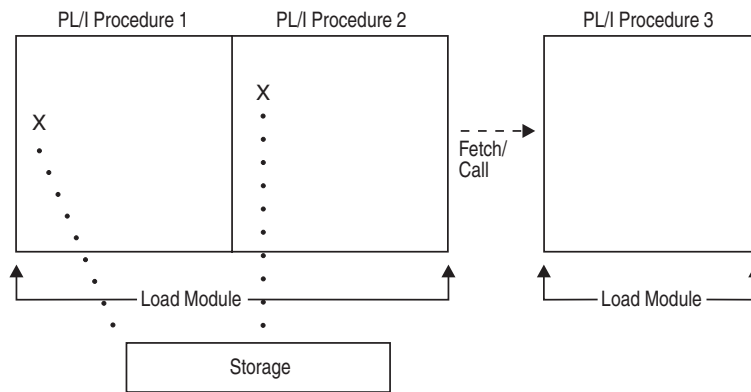 PL/I Procedure 1
PL/I Procedure 2
PL/I Procedure 3
X
X
Fetch/
Call
Load Module
Load Module
Storage